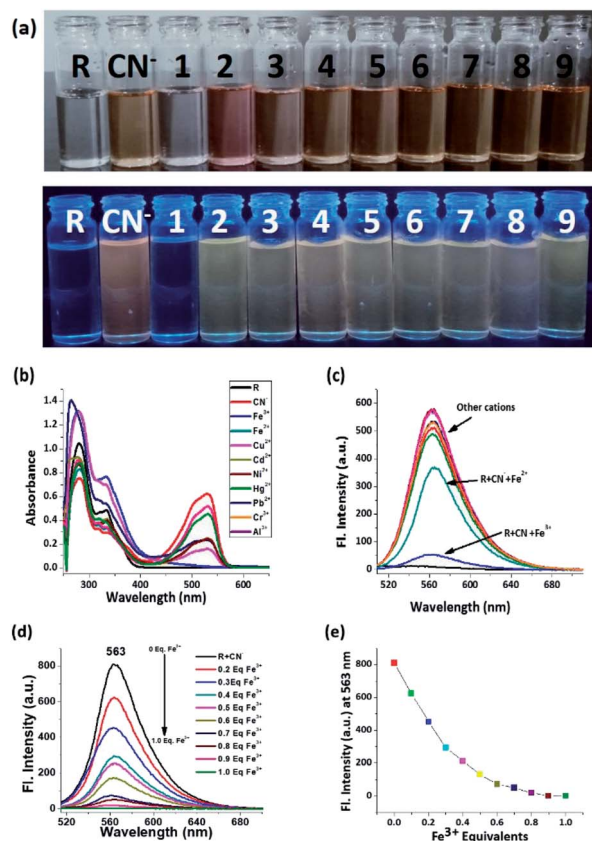 (a)
R CN⁻ 1 2 3 4 5 6 7 8 9
R CN⁻ 1 2 3 4 5 6 7 8 9
(b)
1.4
1.2
1.0
0.8
0.6
0.4
0.2
0.0
Absorbance
300 400 500 600
Wavelength (nm)
R
CN⁻
Fe³⁺
Fe²⁺
Cu²⁺
Cd²⁺
Ni²⁺
Hg²⁺
Pb²⁺
Cr³⁺
Al³⁺
(c)
600
500
400
300
200
100
0
Fl. Intensity (a.u.)
520 560 600 640 680
Wavelength (nm)
Other cations
R+CN⁻+Fe²⁺
R+CN⁻+Fe³⁺
(d)
563
800
600
400
200
0
Fl. Intensity (a.u.)
520 560 600 640 680
Wavelength (nm)
0 Eq. Fe³⁺
1.0 Eq. Fe³⁺
R+CN⁻
0.2 Eq Fe³⁺
0.3Eq Fe³⁺
0.4 Eq Fe³⁺
0.5 Eq Fe³⁺
0.6 Eq Fe³⁺
0.7 Eq Fe³⁺
0.8 Eq Fe³⁺
0.9 Eq Fe³⁺
1.0 Eq Fe³⁺
(e)
800
600
400
200
0
Fl. Intensity (a.u.) at 563 nm
0.0 0.2 0.4 0.6 0.8 1.0
Fe³⁺ Equivalents